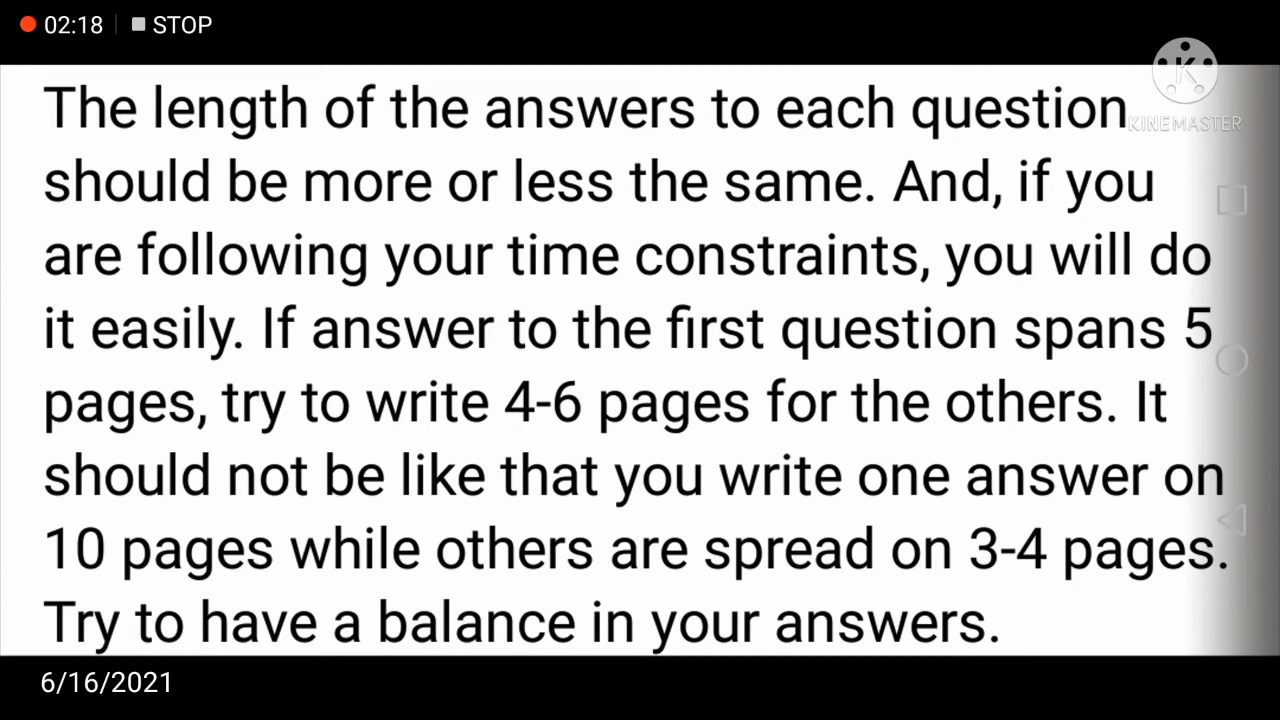 02:18 STOP
KINEMASTER
The length of the answers to each question
should be more or less the same. And, if you
are following your time constraints, you will do
it easily. If answer to the first question spans 5
pages, try to write 4-6 pages for the others. It
should not be like that you write one answer on
10 pages while others are spread on 3-4 pages.
Try to have a balance in your answers.
6/16/2021